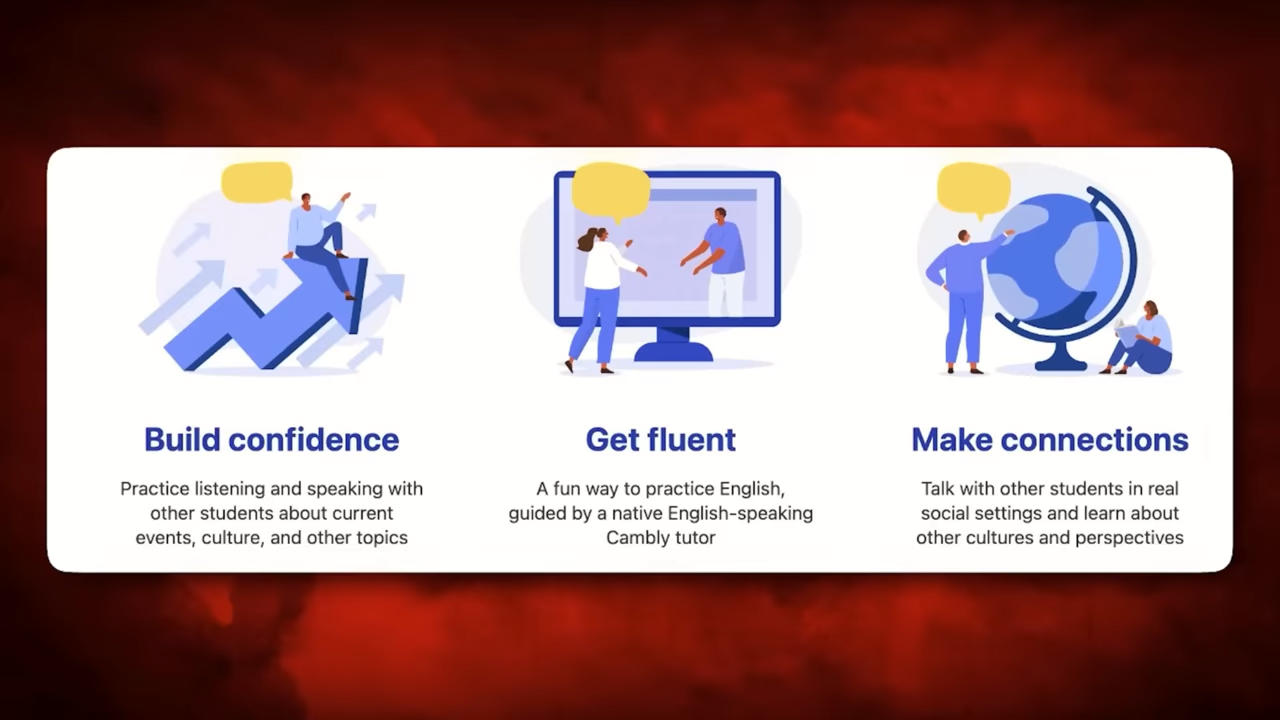 Build confidence
Practice listening and speaking with
other students about current
events, culture, and other topics
Get fluent
A fun way to practice English,
guided by a native English-speaking
Cambly tutor
Make connections
Talk with other students in real
social settings and learn about
other cultures and perspectives